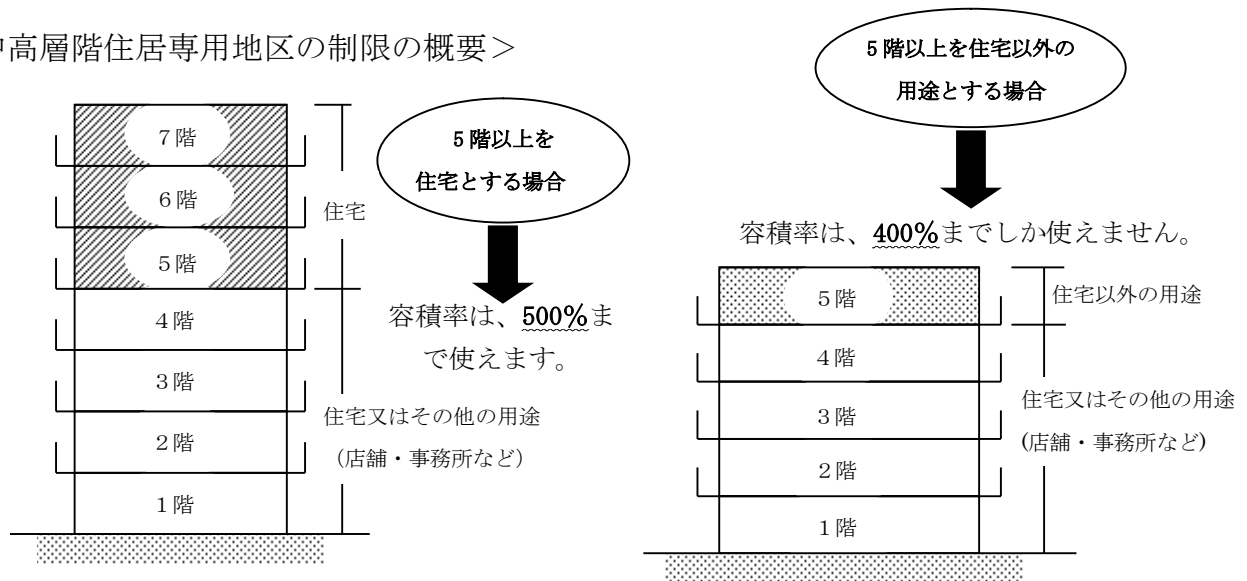 高層階住居専用地区の制限の概要＞
7階
6階
5階
4階
3階
2階
1階
住宅
住宅又はその他の用途
（店舗・事務所など）
5階以上を
住宅とする場合
容積率は、500％ま
で使えます。
5階以上を住宅以外の
用途とする場合
容積率は、400％までしか使えません。
5階
4階
3階
2階
1階
住宅以外の用途
住宅又はその他の用途
(店舗・事務所など)